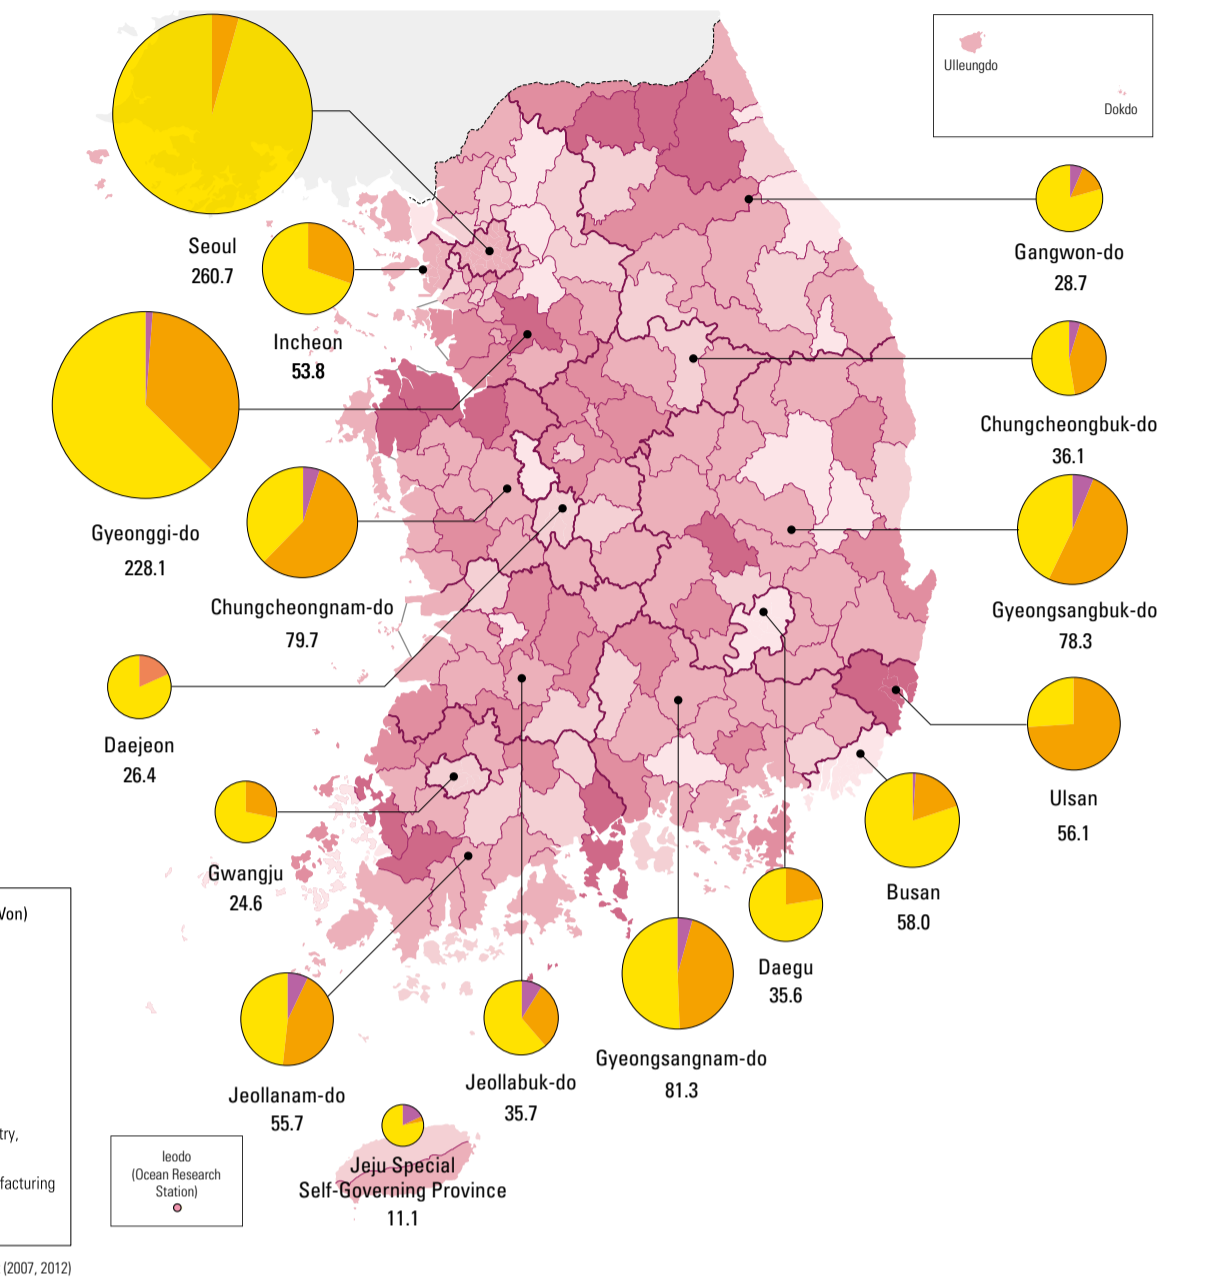 Ulleungdo
Dokdo
Seoul
260.7
Incheon
53.8
Gangwon-do
28.7
Chungcheongbuk-do
36.1
Gyeonggi-do
228.1
Chungcheongnam-do
79.7
Gyeongsangbuk-do
78.3
Daejeon
26.4
Ulsan
56.1
Gwangju
24.6
Busan
58.0
Daegu
35.6
Gyeongsangnam-do
81.3
Jeollabuk-do
35.7
Jeollanam-do
55.7
Jeju Special
Self-Governing Province
11.1
Ieodo
(Ocean Research
Station)
(2007, 2012)